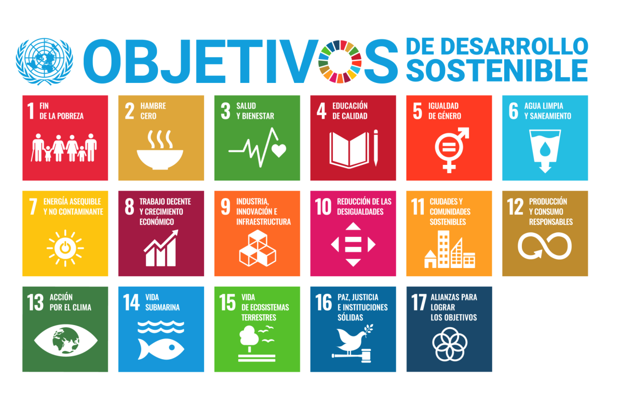 OBJETIVOS
DE DESARROLLO
SOSTENIBLE
1 FIN
DE LA POBREZA
2 HAMBRE
CERO
3 SALUD
Y BIENESTAR
4 EDUCACIÓN
DE CALIDAD
5 IGUALDAD
DE GÉNERO
6 AGUA LIMPIA
Y SANEAMIENTO
7 ENERGÍA ASEQUIBLE
Y NO CONTAMINANTE
8 TRABAJO DECENTE
Y CRECIMIENTO
ECONÓMICO
9 INDUSTRIA,
INNOVACIÓN E
INFRAESTRUCTURA
10 REDUCCIÓN DE LAS
DESIGUALDADES
11 CIUDADES Y
COMUNIDADES
SOSTENIBLES
12 PRODUCCIÓN
Y CONSUMO
RESPONSABLES
13 ACCIÓN
POR EL CLIMA
14 VIDA
SUBMARINA
15 VIDA
DE ECOSISTEMAS
TERRESTRES
16 PAZ, JUSTICIA
E INSTITUCIONES
SÓLIDAS
17 ALIANZAS PARA
LOGRAR
LOS OBJETIVOS